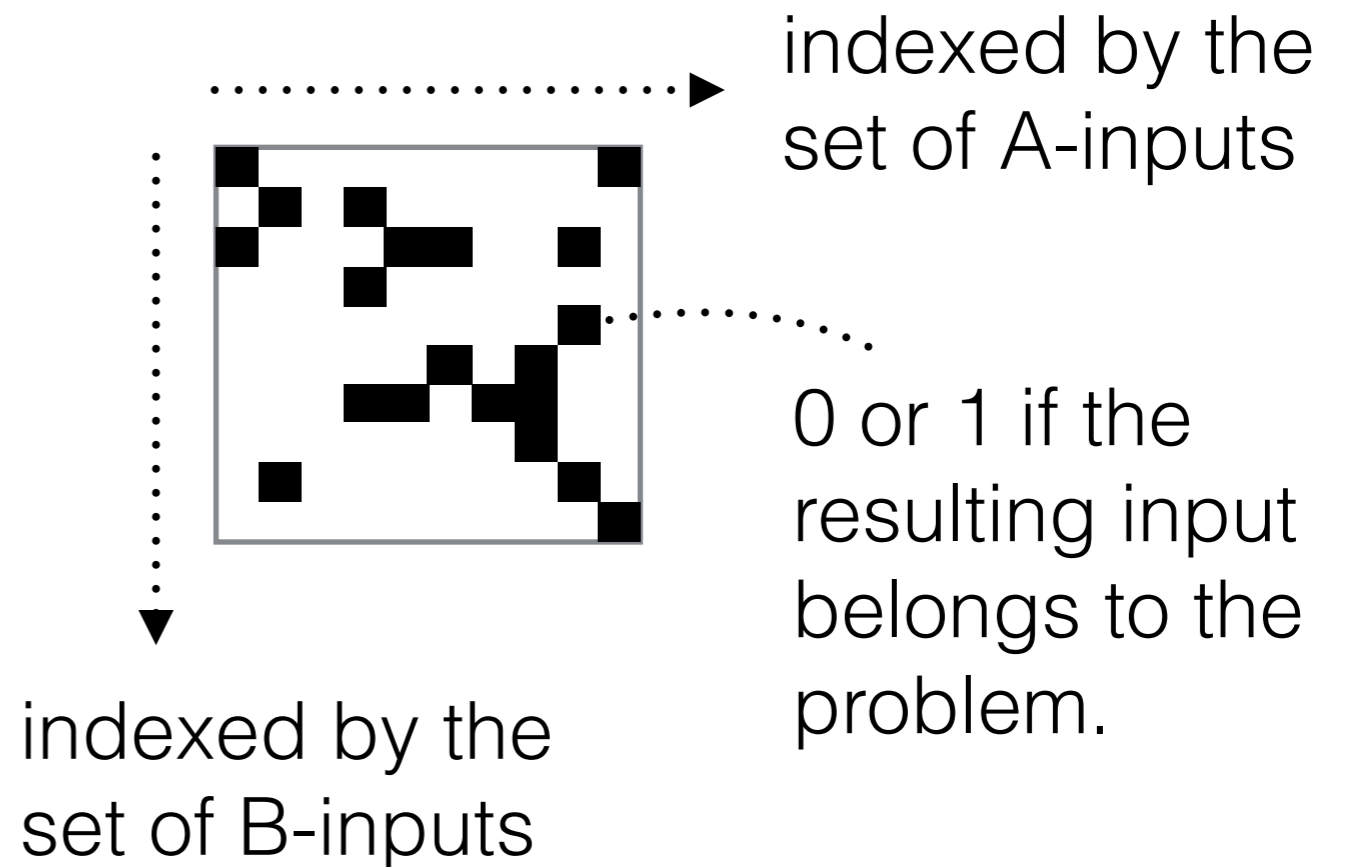 indexed by the
set of A-inputs
0 or 1 if the
resulting input
belongs to the
problem.
indexed by the
set of B-inputs